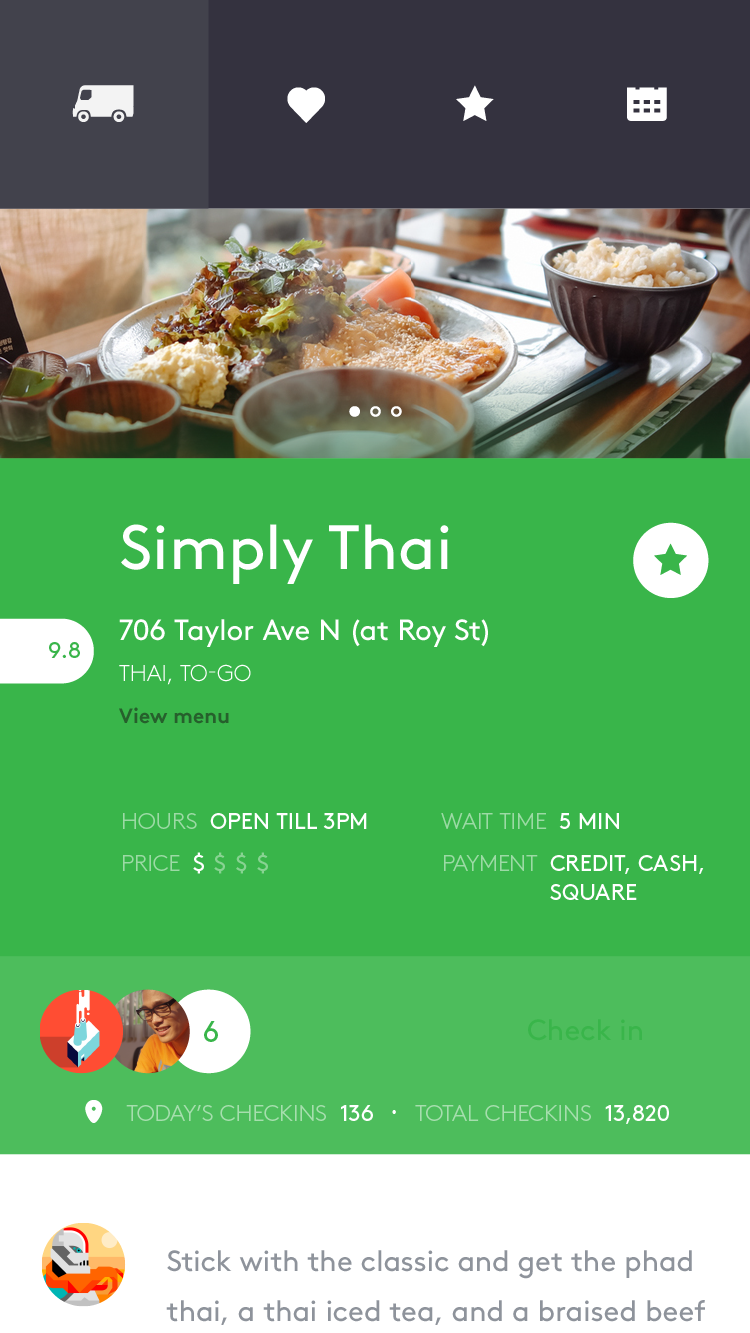 Simply Thai
706 Taylor Ave N (at Roy St)
9.8
THAI, TO-GO
View menu
HOURS OPEN TILL 3PM
WAIT TIME 5 MIN
PRICE $ $ $ $
PAYMENT CREDIT, CASH,
SQUARE
6
Check in
TODAY'S CHECKINS 136 • TOTAL CHECKINS 13,820
Stick with the classic and get the phad
thai, a thai iced tea, and a braised beef